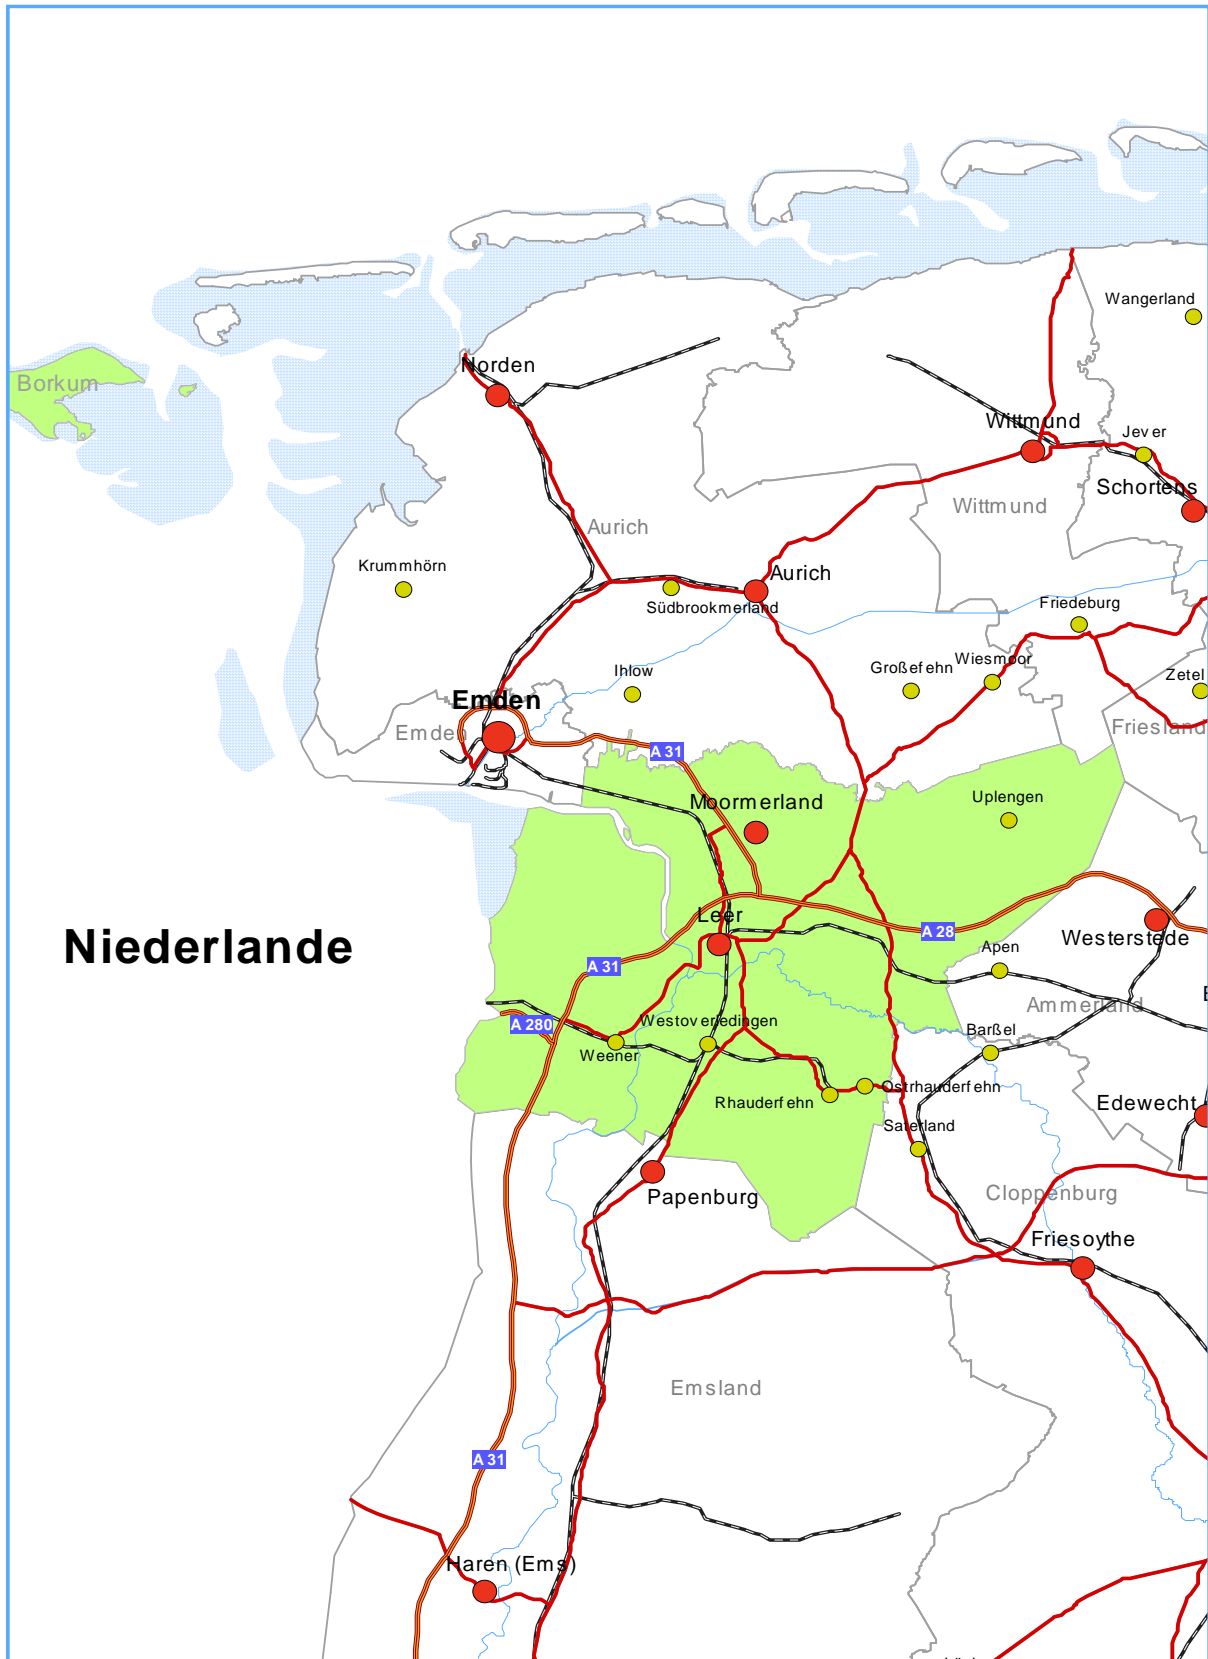 Wangerland
Norden
Borkum
Wittmund
Jever
Schortens
Wittmund
Aurich
Krummhörn
Aurich
Südbrookmerland
Friedeburg
Ihlow
Großefehn
Wiesmoor
Zetel
Emden
Emden
Friesland
A 31
Moormerland
Uplengen
Leer
A 28
Westerstede
Niederlande
Apen
A 31
Ammerland
A 280
Westoverledingen
Barßel
Weener
Ostrhauderfehn
Rhauderfehn
Edewecht
Saterland
Papenburg
Cloppenburg
Friesoythe
Emsland
A 31
Haren (Ems)